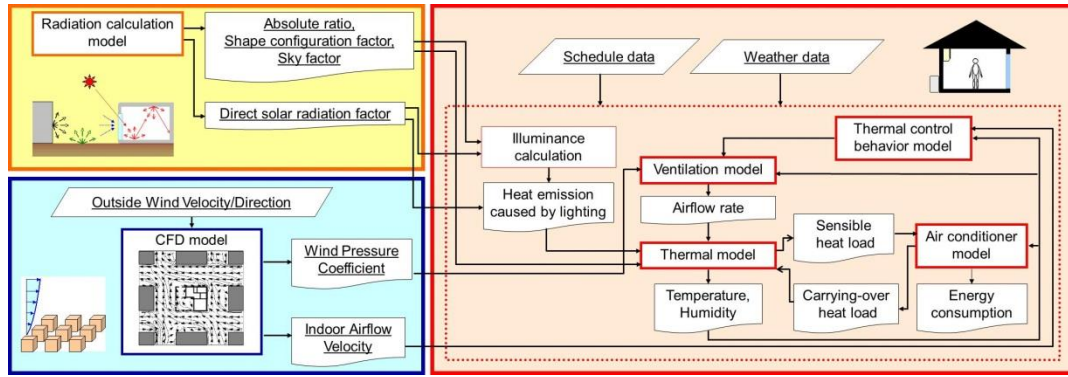 Radiation calculation
model
Absolute ratio,
Shape configuration factor,
Sky factor
Direct solar radiation factor
Outside Wind Velocity/Direction
CFD model
Wind Pressure
Coefficient
Indoor Airflow
Velocity
Schedule data
Weather data
Illuminance
calculation
Heat emission
caused by lighting
Thermal control
behavior model
Ventilation model
Airflow rate
Thermal model
Sensible
heat load
Air conditioner
model
Temperature,
Humidity
Carrying-over
heat load
Energy
consumption